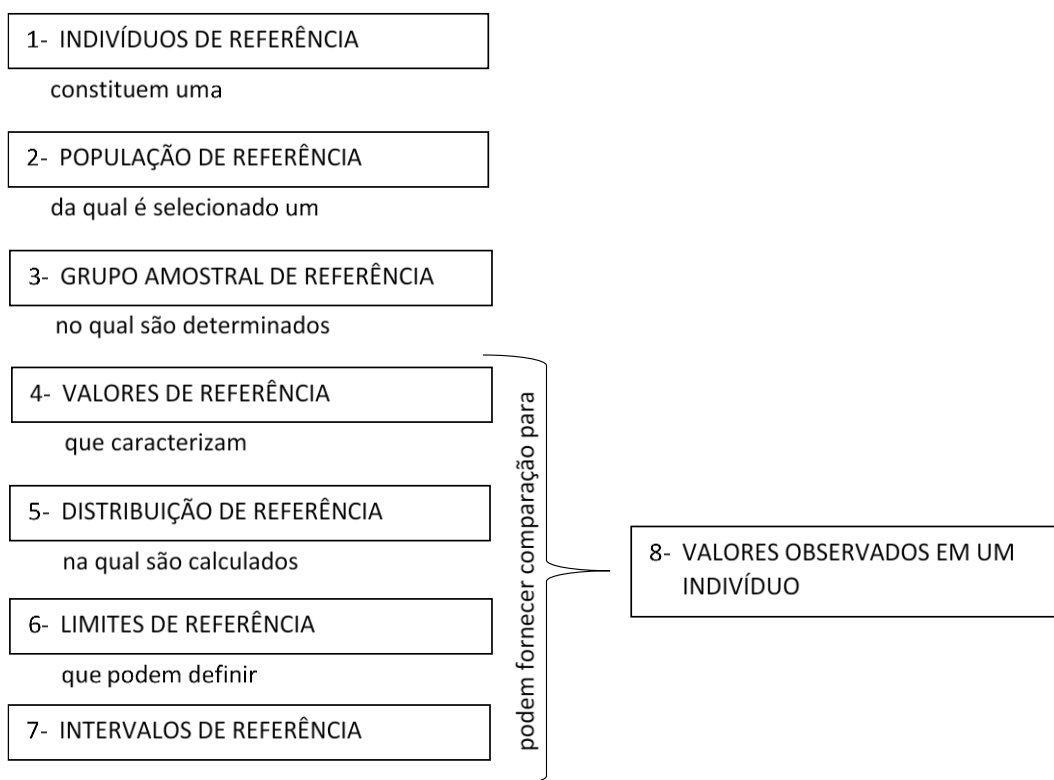 1- INDIVÍDUOS DE REFERÊNCIA
constituem uma
2- POPULAÇÃO DE REFERÊNCIA
da qual é selecionado um
3- GRUPO AMOSTRAL DE REFERÊNCIA
no qual são determinados
4- VALORES DE REFERÊNCIA
que caracterizam
5- DISTRIBUIÇÃO DE REFERÊNCIA
na qual são calculados
6- LIMITES DE REFERÊNCIA
que podem definir
7- INTERVALOS DE REFERÊNCIA
podem fornecer comparação para
8- VALORES OBSERVADOS EM UM
INDIVÍDUO